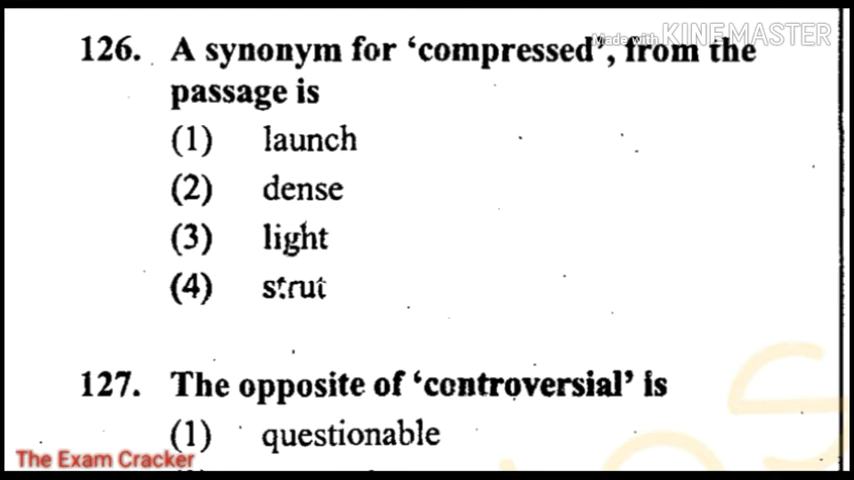 Made with KINEMASTER
126. A synonym for ‘compressed’, from the
passage is
(1) launch
(2) dense
(3) light
(4) strut
127. The opposite of ‘controversial’ is
(1) questionable
The Exam Cracker